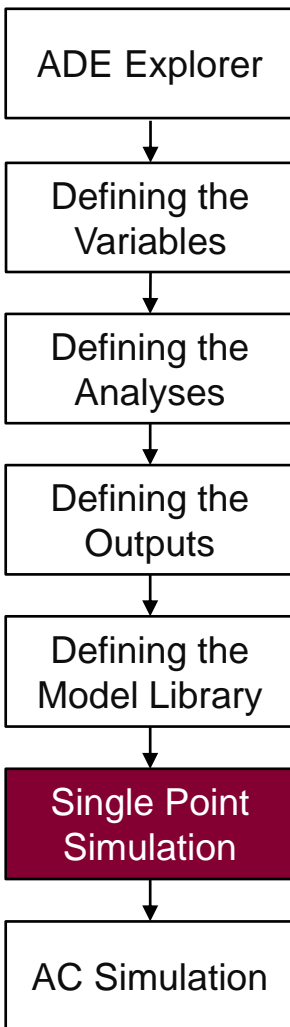 ADE Explorer
Defining the
Variables
Defining the
Analyses
Defining the
Outputs
Defining the
Model Library
Single Point
Simulation
AC Simulation